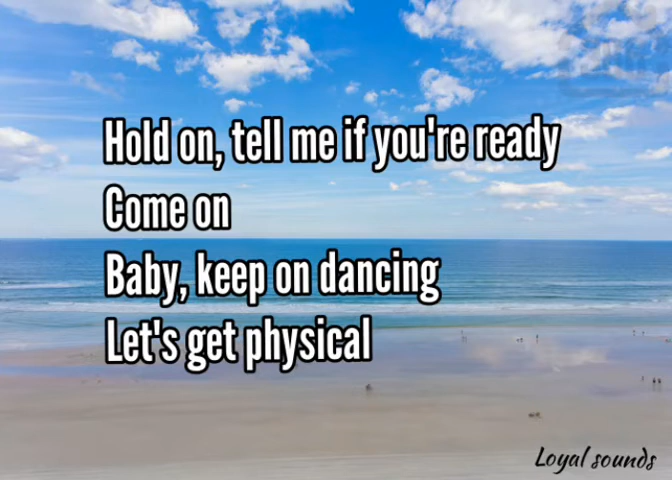 Hold on, tell me if you're ready
Come on
Baby, keep on dancing
Let's get physical
Loyal sounds